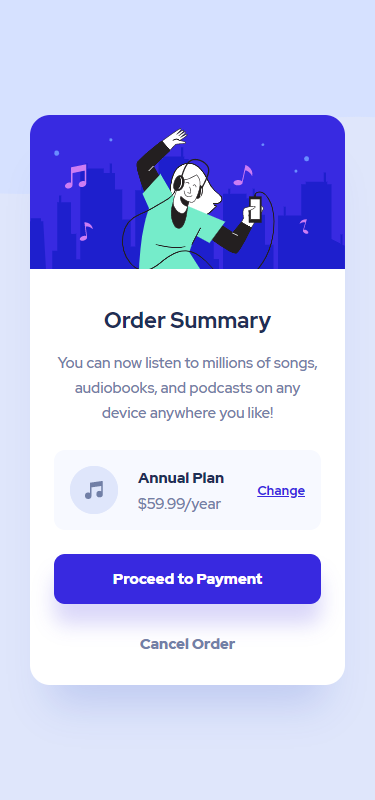 Order Summary
You can now listen to millions of songs,
audiobooks, and podcasts on any
device anywhere you like!
Annual Plan
$59.99/year
Change
Proceed to Payment
Cancel Order